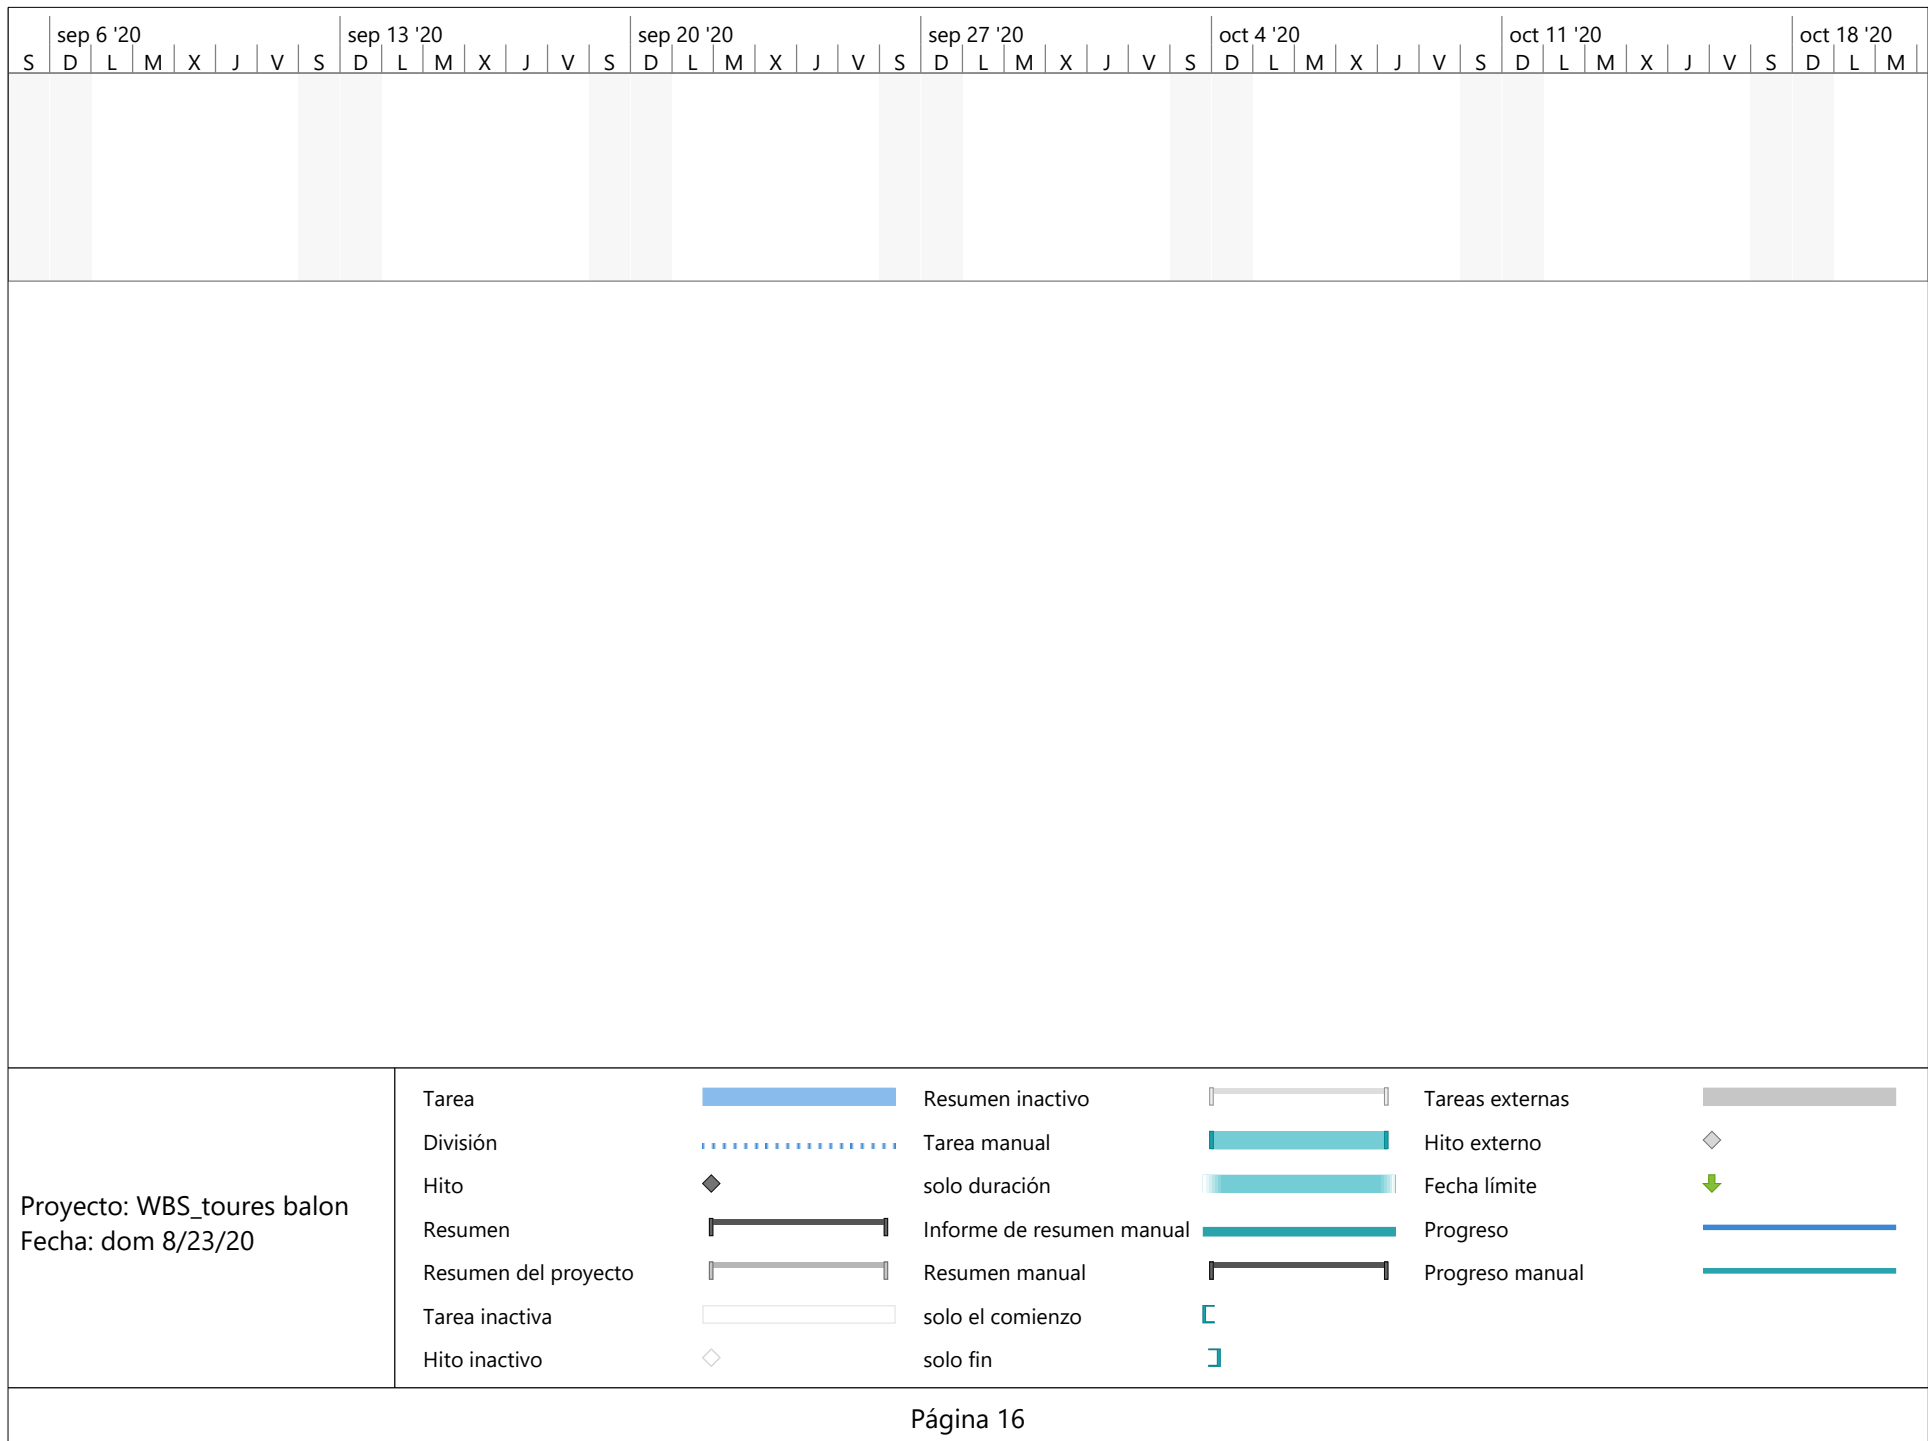 sep 6 '20 sep 13 '20 sep 20 '20 sep 27 '20 oct 4 '20 oct 11 '20 oct 18 '20
S D L M X J V S D L M X J V S D L M X J V S D L M X J V S D L M X J V S D L M X J V S D L M
Proyecto: WBS_toures balon
Fecha: dom 8/23/20
Tarea
División
Hito
Resumen
Resumen del proyecto
Tarea inactiva
Hito inactivo
Resumen inactivo
Tarea manual
solo duración
Informe de resumen manual
Resumen manual
solo el comienzo
solo fin
Tareas externas
Hito externo
Fecha límite
Progreso
Progreso manual
Página 16